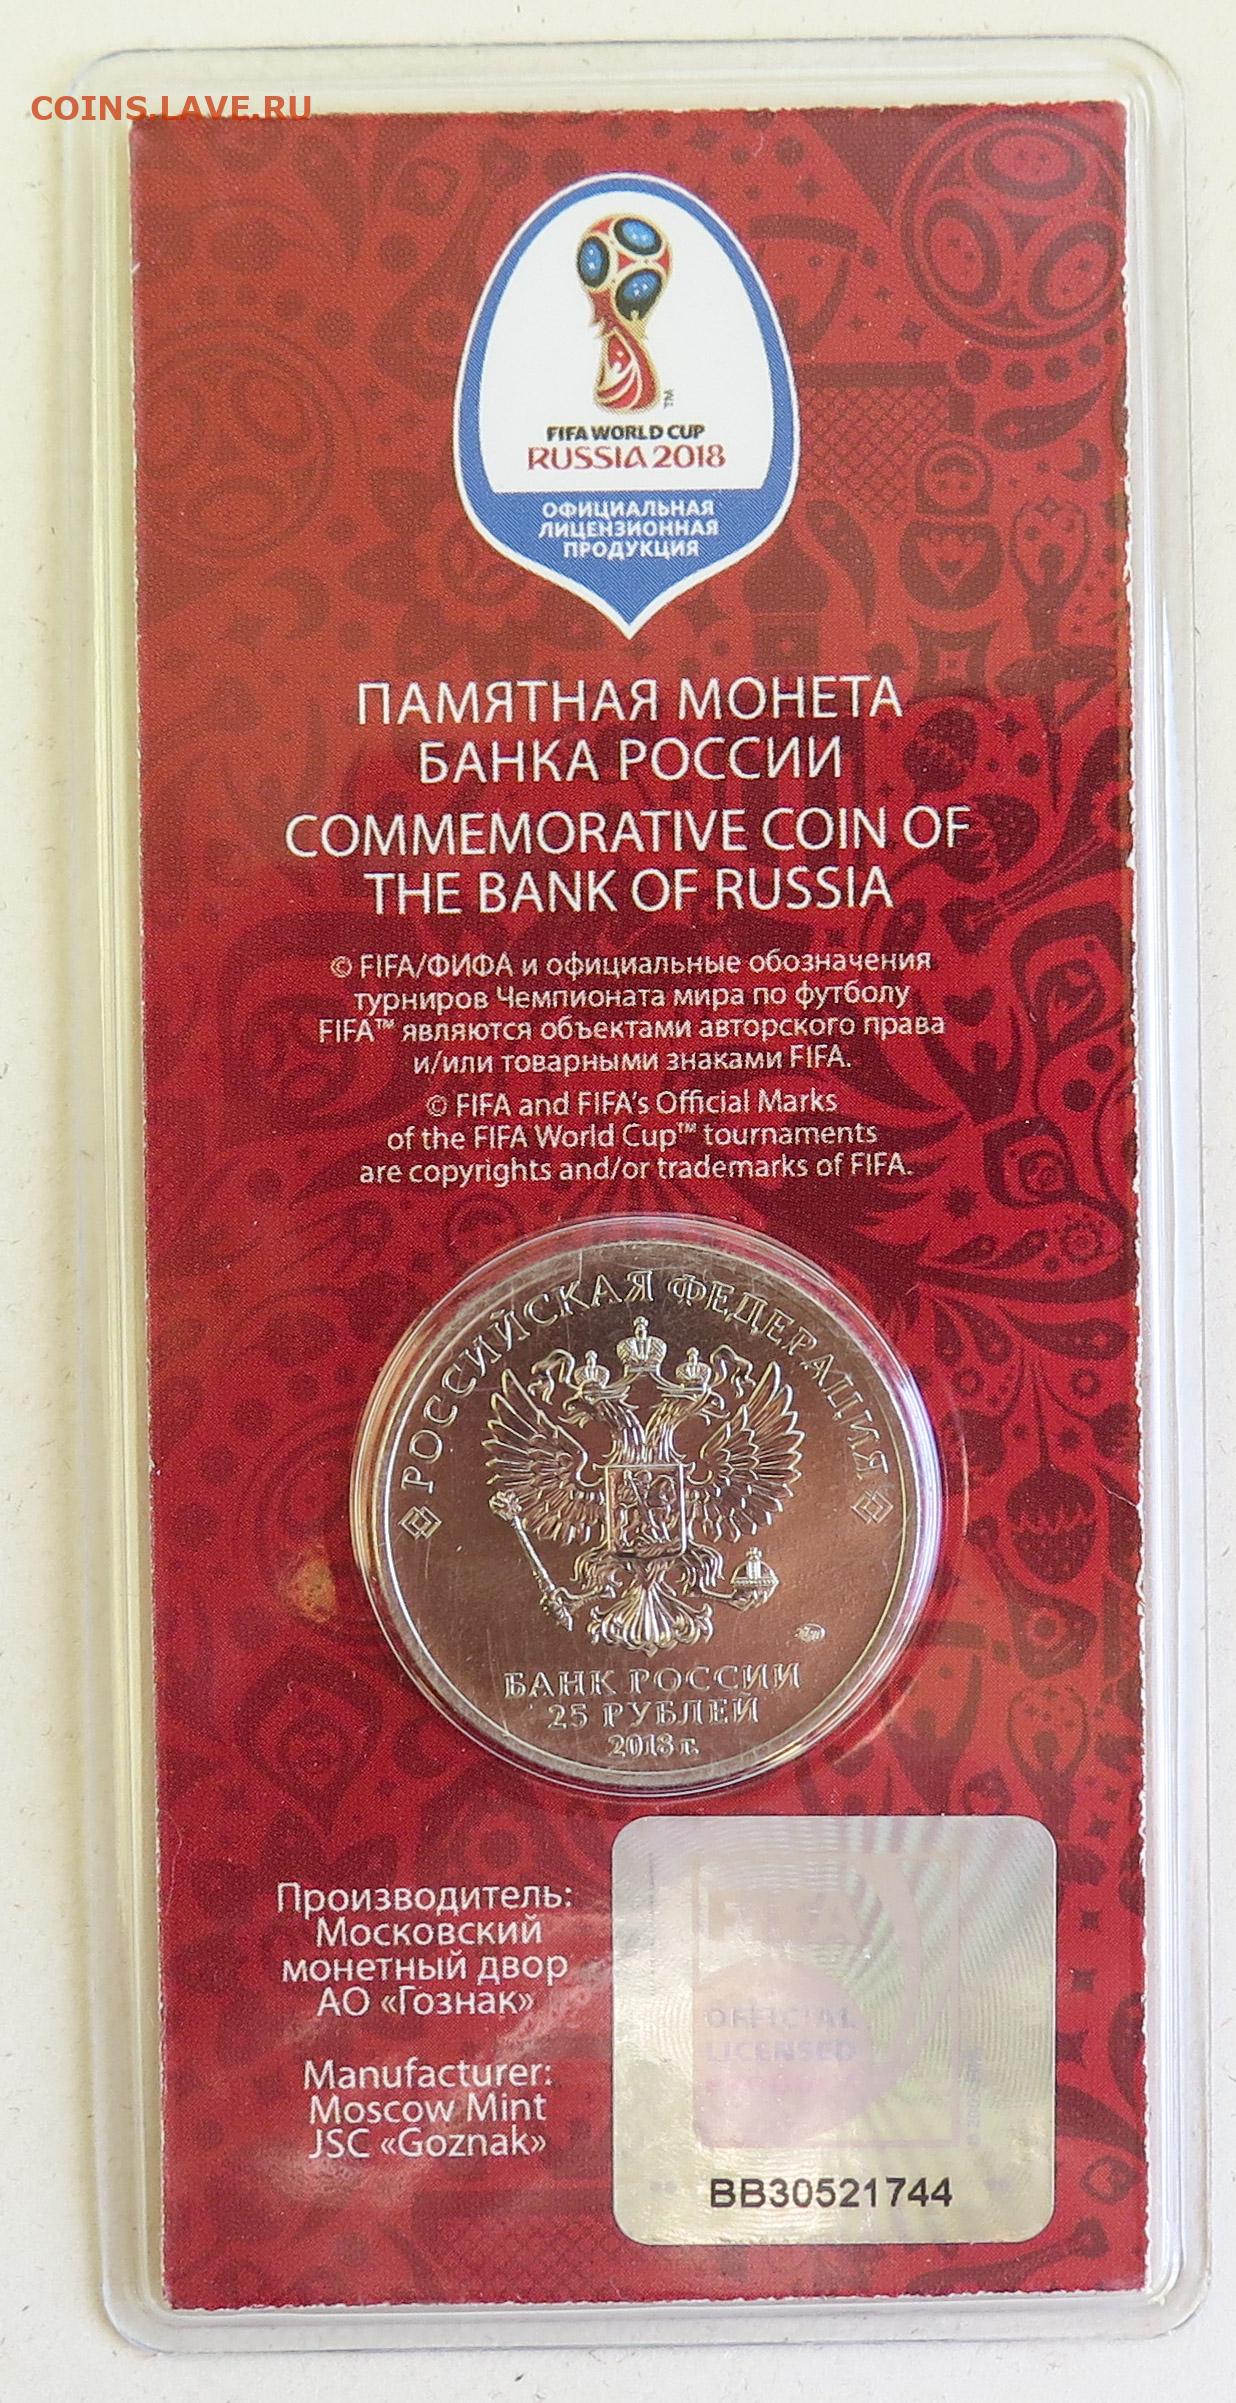 COINS.LAVE.RU
TM
FIFA WORLD CUP
RUSSIA 2018
ОФИЦИАЛЬНАЯ
ЛИЦЕНЗИОННАЯ
ПРОДУКЦИЯ
ПАМЯТНАЯ МОНЕТА
БАНКА РОССИИ
COMMEMORATIVE COIN OF
THE BANK OF RUSSIA
© FIFA/ФИФА и официальные обозначения
турниров Чемпионата мира по футболу
FIFA™ являются объектами авторского права
и/или товарными знаками FIFA.
© FIFA and FIFA's Official Marks
of the FIFA World Cup™ tournaments
are copyrights and/or trademarks of FIFA.
РОССИЙСКАЯ ФЕДЕРАЦИЯ
БАНК РОССИИ
25 РУБЛЕЙ
2018 г.
Производитель:
Московский
монетный двор
АО «Гознак»
Manufacturer:
Moscow Mint
JSC «Goznak»
FIFA
OFFICIAL
LICENSED
BB30521744